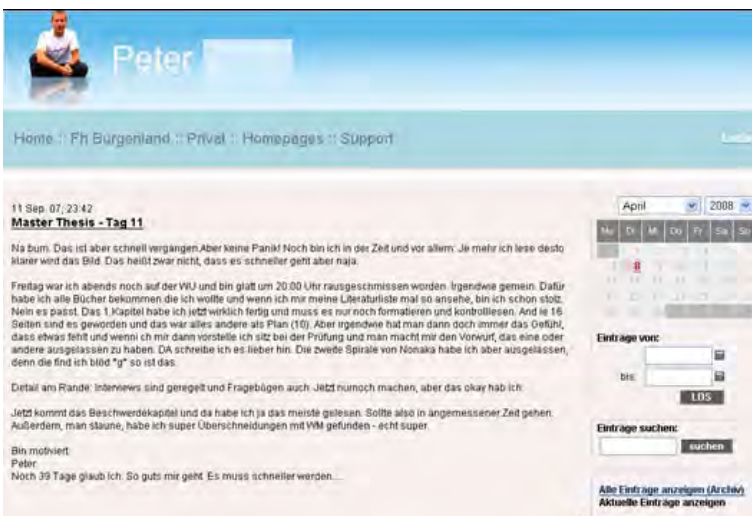 Peter
Home :: Fh Burgenland :: Privat :: Homepages :: Support
11 Sep. 07, 23:42
Master Thesis - Tag 11
Na bum. Das ist aber schnell vergangen.Aber keine Panik! Noch bin ich in der Zeit und vor allem: Je mehr ich lese desto
klarer wird das Bild. Das heißt zwar nicht, dass es schneller geht aber naja.
Freitag war ich abends noch auf der WU und bin glatt um 20:00 Uhr rausgeschmissen worden. Irgendwie gemein. Dafür
habe ich alle Bücher bekommen die ich wollte und wenn ich mir meine Literaturliste mal so ansehe, bin ich schon stolz.
Nein es passt. Das 1.Kapitel habe ich jetzt wirklich fertig und muss es nur noch formatieren und kontrolllesen. And ie 16
Seiten sind es geworden und das war alles andere als Plan (10). Aber irgendwie hat man dann doch immer das Gefühl,
dass etwas fehlt und wenni ch mir dann vorstelle ich sitz bei der Prüfung und man macht mir den Vorwurf, das eine oder
andere ausgelassen zu haben. DA schreibe ich es lieber hin. Die zweite Spirale von Nonaka habe ich aber ausgelassen,
denn die find ich blöd *g* so ist das.
Detail am Rande: Interviews sind geregelt und Fragebögen auch. Jetzt nurnoch machen, aber das okay hab ich.
Jetzt kommt das Beschwerdekapitel und da habe ich ja das meiste gelesen. Sollte also in angemessener Zeit gehen.
Außerdem, man staune, habe ich super Überschneidungen mit WM gefunden - echt super.
Bin motiviert
Peter
Noch 39 Tage glaub ich. So guts mir geht. Es muss schneller werden....
April 2008
Mo Di Mi Do Fr Sa So
8
Einträge von:
bis:
LOS
Einträge suchen:
suchen
Alle Einträge anzeigen (Archiv)
Aktuelle Einträge anzeigen